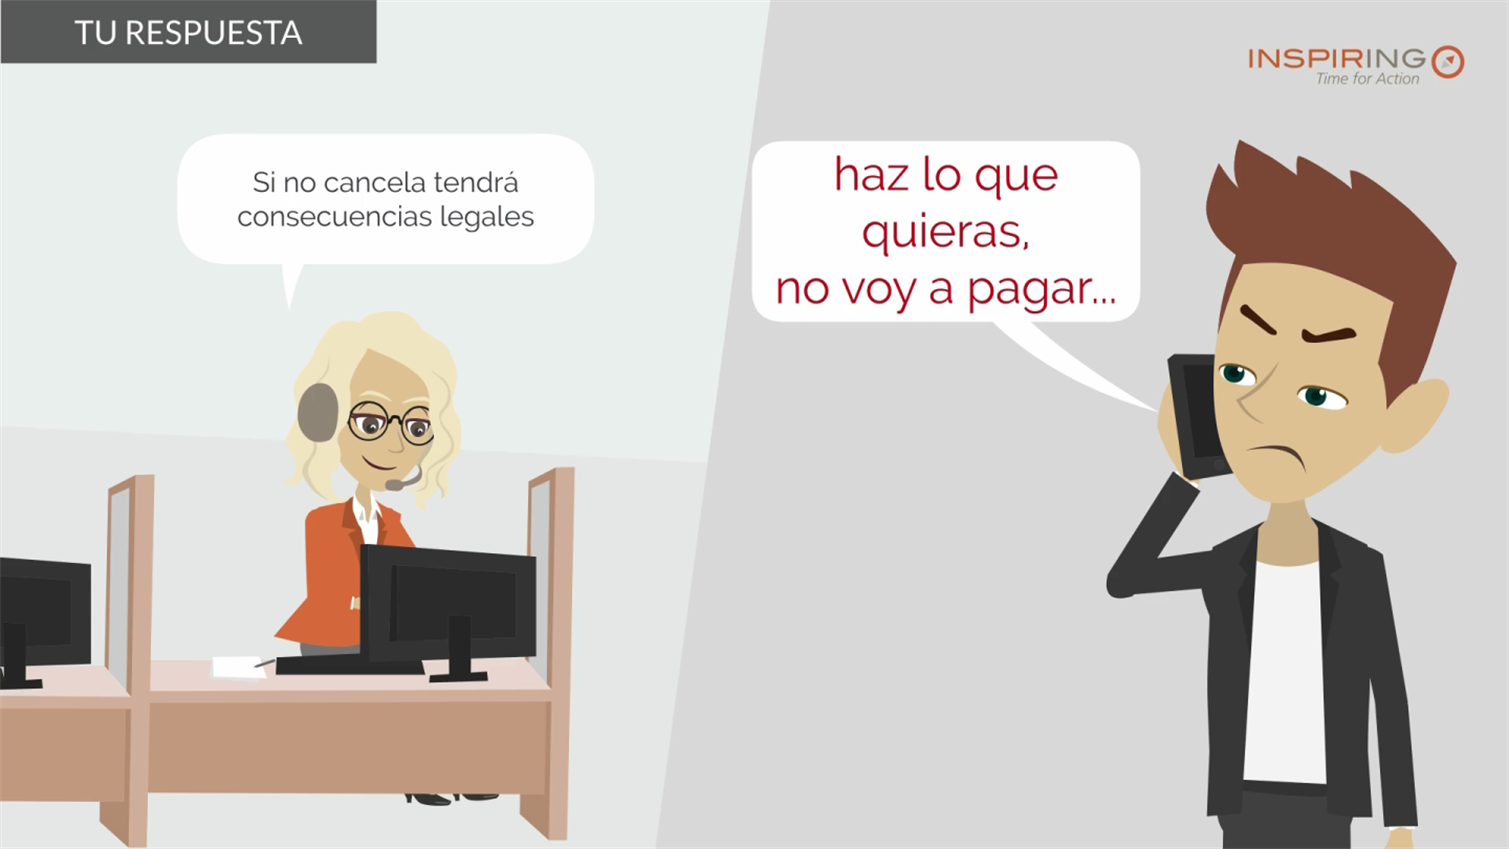 TU RESPUESTA
INSPIRING
Time for Action
Si no cancela tendrá
consecuencias legales
haz lo que
quieras,
no voy a pagar...